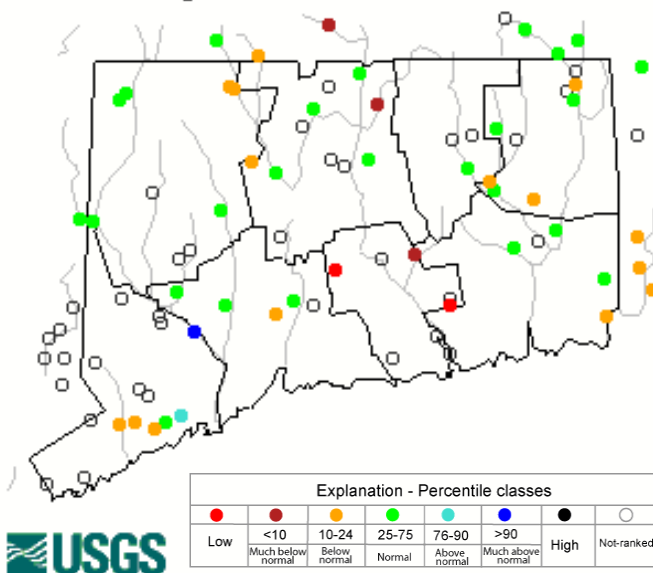 Explanation - Percentile classes
Low <10 10-24 25-75 76-90 >90 High Not-ranked
Much below normal Below normal Normal Above normal Much above normal
USGS